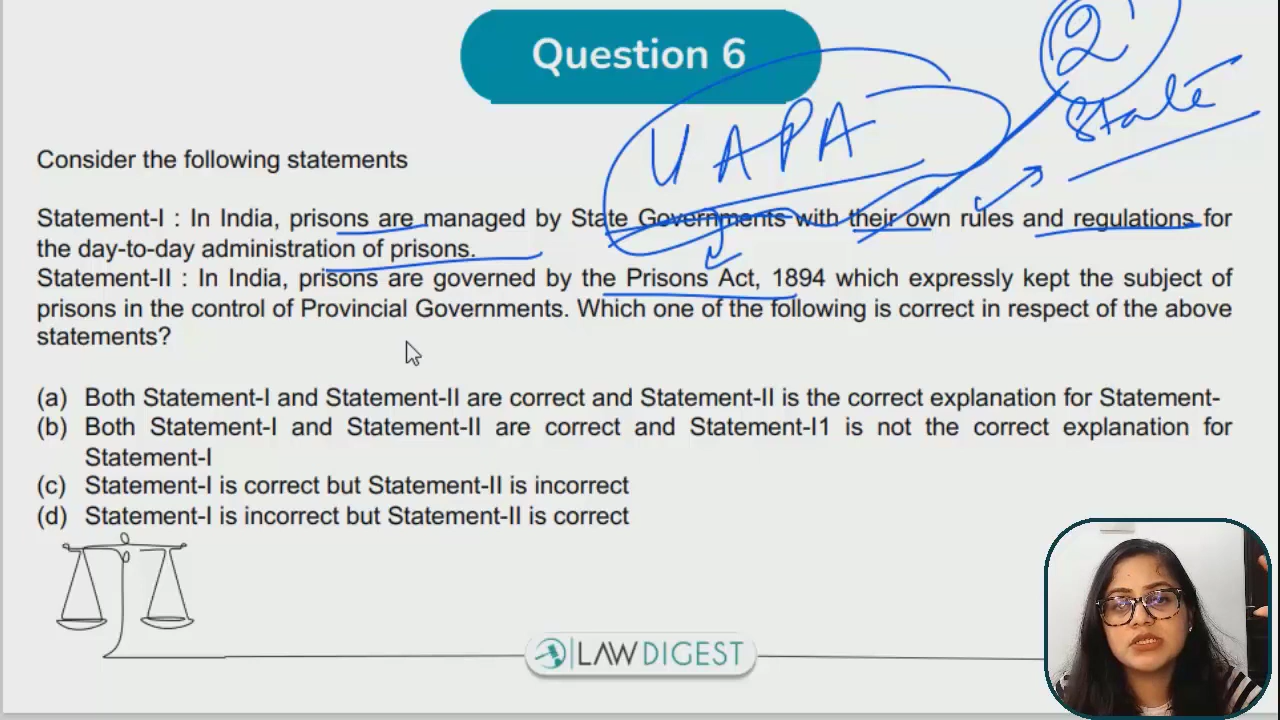 Question 6
2
State
UAPA
Consider the following statements
Statement-I : In India, prisons are managed by State Governments with their own rules and regulations for
the day-to-day administration of prisons.
Statement-II : In India, prisons are governed by the Prisons Act, 1894 which expressly kept the subject of
prisons in the control of Provincial Governments. Which one of the following is correct in respect of the above
statements?
(a) Both Statement-I and Statement-II are correct and Statement-II is the correct explanation for Statement-
(b) Both Statement-I and Statement-II are correct and Statement-I1 is not the correct explanation for
Statement-I
(c) Statement-I is correct but Statement-II is incorrect
(d) Statement-I is incorrect but Statement-II is correct
LAWDIGEST